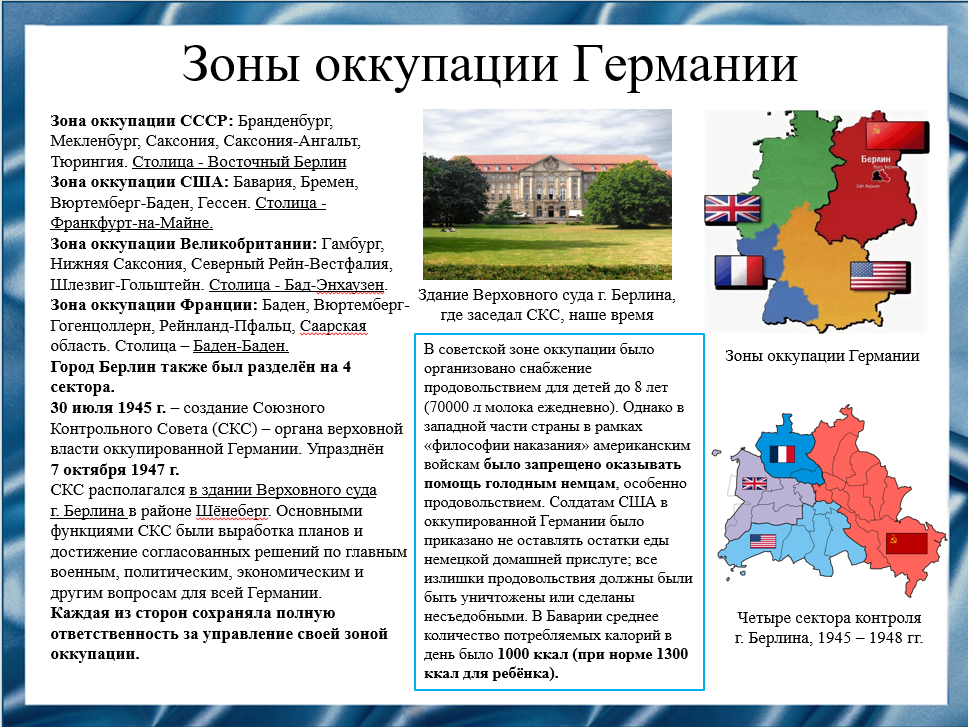 Зоны оккупации Германии
Зона оккупации СССР: Бранденбург,
Мекленбург, Саксония, Саксония-Ангальт,
Тюрингия. Столица - Восточный Берлин
Зона оккупации США: Бавария, Бремен,
Вюртемберг-Баден, Гессен. Столица -
Франкфурт-на-Майне.
Зона оккупации Великобритании: Гамбург,
Нижняя Саксония, Северный Рейн-Вестфалия,
Шлезвиг-Гольштейн. Столица - Бад-Энхаузен.
Зона оккупации Франции: Баден, Вюртемберг-
Гогенцоллерн, Рейнланд-Пфальц, Саарская
область. Столица – Баден-Баден.
Город Берлин также был разделён на 4
сектора.
30 июля 1945 г. – создание Союзного
Контрольного Совета (СКС) – органа верховной
власти оккупированной Германии. Упразднён
7 октября 1947 г.
СКС располагался в здании Верховного суда
г. Берлина в районе Шёнеберг. Основными
функциями СКС были выработка планов и
достижение согласованных решений по главным
военным, политическим, экономическим и
другим вопросам для всей Германии.
Каждая из сторон сохраняла полную
ответственность за управление своей зоной
оккупации.
Здание Верховного суда г. Берлина,
где заседал СКС, наше время
В советской зоне оккупации было
организовано снабжение
продовольствием для детей до 8 лет
(70000 л молока ежедневно). Однако в
западной части страны в рамках
«философии наказания» американским
войскам было запрещено оказывать
помощь голодным немцам, особенно
продовольствием. Солдатам США в
оккупированной Германии было
приказано не оставлять остатки еды
немецкой домашней прислуге; все
излишки продовольствия должны были
быть уничтожены или сделаны
несъедобными. В Баварии среднее
количество потребляемых калорий в
день было 1000 ккал (при норме 1300
ккал для ребёнка).
Берлин
Зоны оккупации Германии
Четыре сектора контроля
г. Берлина, 1945 – 1948 гг.